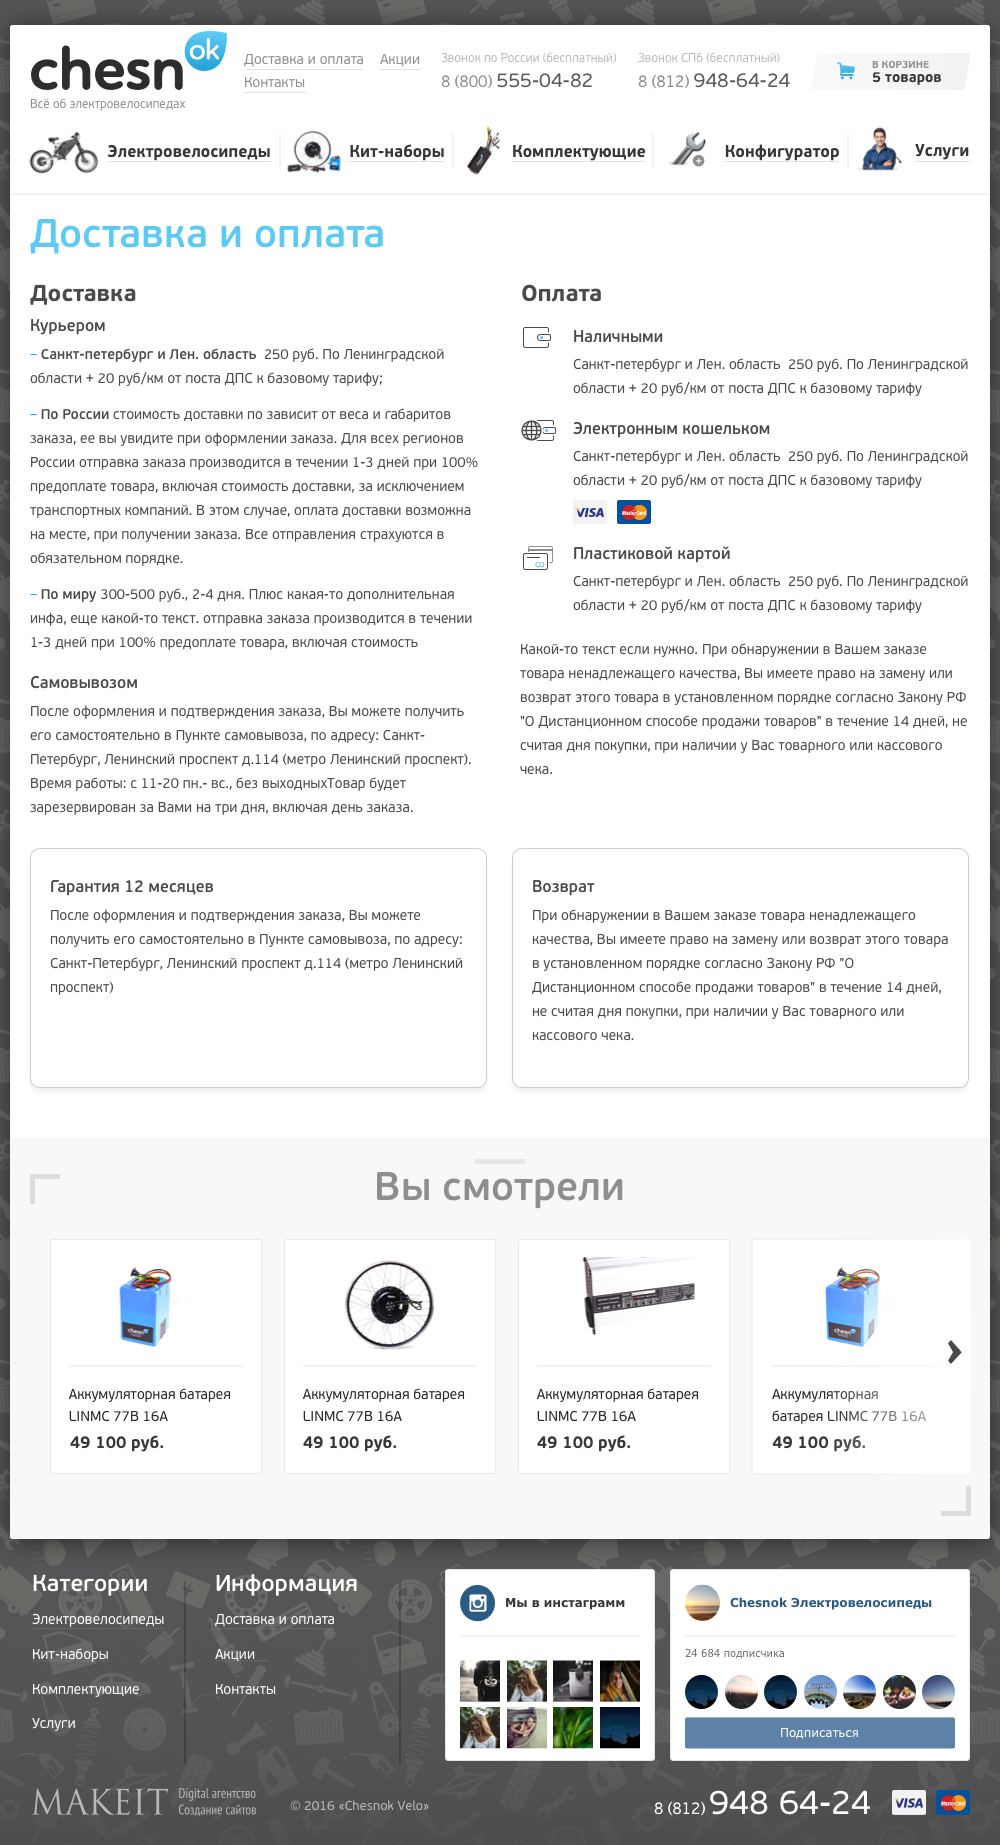 chesn ok
Всё об электровелосипедах
Доставка и оплата Акции
Контакты
Звонок по России (бесплатный)
8 (800) 555-04-82
Звонок СПб (бесплатный)
8 (812) 948-64-24
В КОРЗИНЕ
5 товаров
Электровелосипеды Кит-наборы Комплектующие Конфигуратор Услуги
Доставка и оплата
Доставка
Курьером
– Санкт-петербург и Лен. область 250 руб. По Ленинградской
области + 20 руб/км от поста ДПС к базовому тарифу;
– По России стоимость доставки по зависит от веса и габаритов
заказа, ее вы увидите при оформлении заказа. Для всех регионов
России отправка заказа производится в течении 1-3 дней при 100%
предоплате товара, включая стоимость доставки, за исключением
транспортных компаний. В этом случае, оплата доставки возможна
на месте, при получении заказа. Все отправления страхуются в
обязательном порядке.
– По миру 300-500 руб., 2-4 дня. Плюс какая-то дополнительная
инфа, еще какой-то текст. отправка заказа производится в течении
1-3 дней при 100% предоплате товара, включая стоимость
Самовывозом
После оформления и подтверждения заказа, Вы можете получить
его самостоятельно в Пункте самовывоза, по адресу: Санкт-
Петербург, Ленинский проспект д.114 (метро Ленинский проспект).
Время работы: с 11-20 пн.- вс., без выходныхТовар будет
зарезервирован за Вами на три дня, включая день заказа.
Оплата
Наличными
Санкт-петербург и Лен. область 250 руб. По Ленинградской
области + 20 руб/км от поста ДПС к базовому тарифу
Электронным кошельком
Санкт-петербург и Лен. область 250 руб. По Ленинградской
области + 20 руб/км от поста ДПС к базовому тарифу
VISA MasterCard
Пластиковой картой
Санкт-петербург и Лен. область 250 руб. По Ленинградской
области + 20 руб/км от поста ДПС к базовому тарифу
Какой-то текст если нужно. При обнаружении в Вашем заказе
товара ненадлежащего качества, Вы имеете право на замену или
возврат этого товара в установленном порядке согласно Закону РФ
"О Дистанционном способе продажи товаров" в течение 14 дней, не
считая дня покупки, при наличии у Вас товарного или кассового
чека.
Гарантия 12 месяцев
После оформления и подтверждения заказа, Вы можете
получить его самостоятельно в Пункте самовывоза, по адресу:
Санкт-Петербург, Ленинский проспект д.114 (метро Ленинский
проспект)
Возврат
При обнаружении в Вашем заказе товара ненадлежащего
качества, Вы имеете право на замену или возврат этого товара
в установленном порядке согласно Закону РФ "О
Дистанционном способе продажи товаров" в течение 14 дней,
не считая дня покупки, при наличии у Вас товарного или
кассового чека.
Вы смотрели
chesn
Аккумуляторная батарея
LINMC 77В 16А
49 100 руб.
Аккумуляторная батарея
LINMC 77В 16А
49 100 руб.
Аккумуляторная батарея
LINMC 77В 16А
49 100 руб.
chesn
Аккумуляторная
батарея LINMC 77В 16А
49 100 руб.
Категории
Электровелосипеды
Кит-наборы
Комплектующие
Услуги
Информация
Доставка и оплата
Акции
Контакты
Мы в инстаграмм
Chesnok Электровелосипеды
24 684 подписчика
Подписаться
MAKEIT
Digital агентство
Создание сайтов
© 2016 «Chesnok Velo»
8 (812) 948 64-24
VISA MasterCard